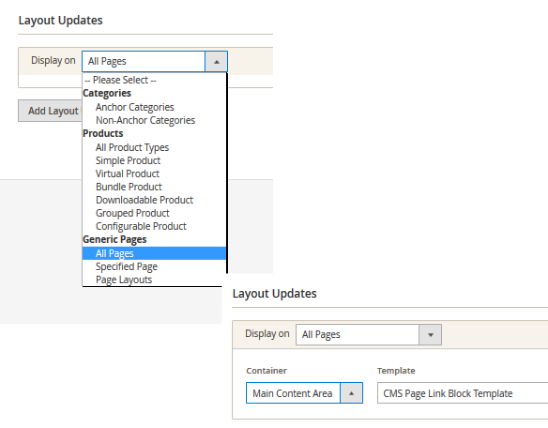 Layout Updates
Display on All Pages
-- Please Select --
Categories
Anchor Categories
Non-Anchor Categories
Add Layout
Products
All Product Types
Simple Product
Virtual Product
Bundle Product
Downloadable Product
Grouped Product
Configurable Product
Generic Pages
All Pages
Specified Page
Page Layouts
Layout Updates
Display on All Pages
Container Template
Main Content Area CMS Page Link Block Template